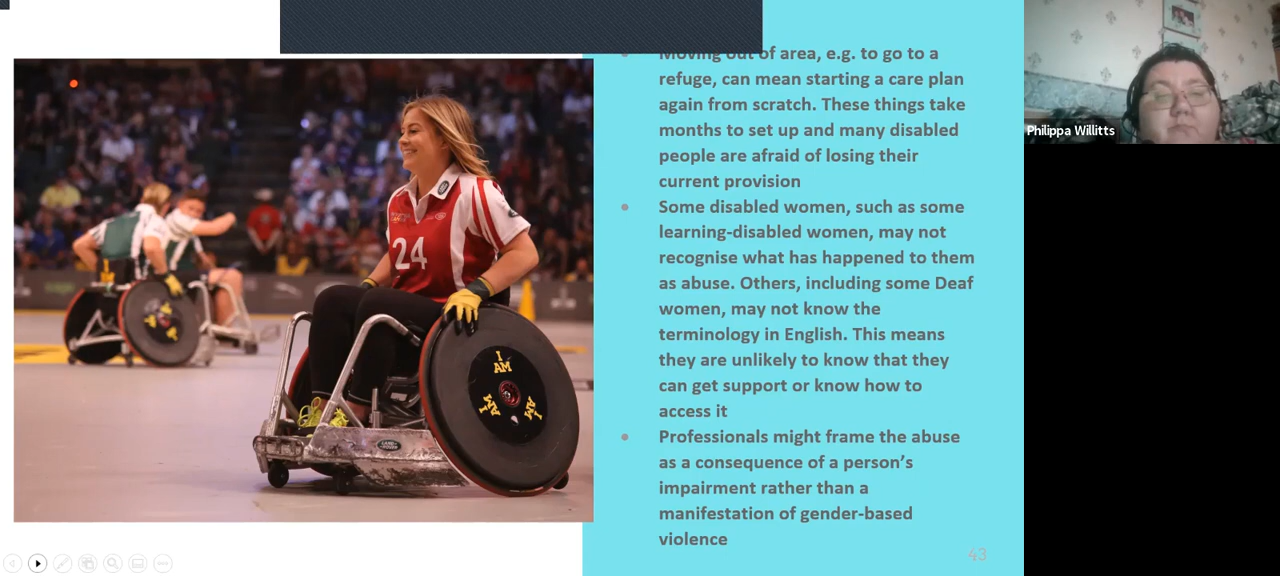 Moving out of area, e.g. to go to a
refuge, can mean starting a care plan
again from scratch. These things take
months to set up and many disabled
people are afraid of losing their
current provision
Some disabled women, such as some
learning-disabled women, may not
recognise what has happened to them
as abuse. Others, including some Deaf
women, may not know the
terminology in English. This means
they are unlikely to know that they
can get support or know how to
access it
Professionals might frame the abuse
as a consequence of a person’s
impairment rather than a
manifestation of gender-based
violence
43
Philippa Willitts
24
I
AM
I
AM
I
AM